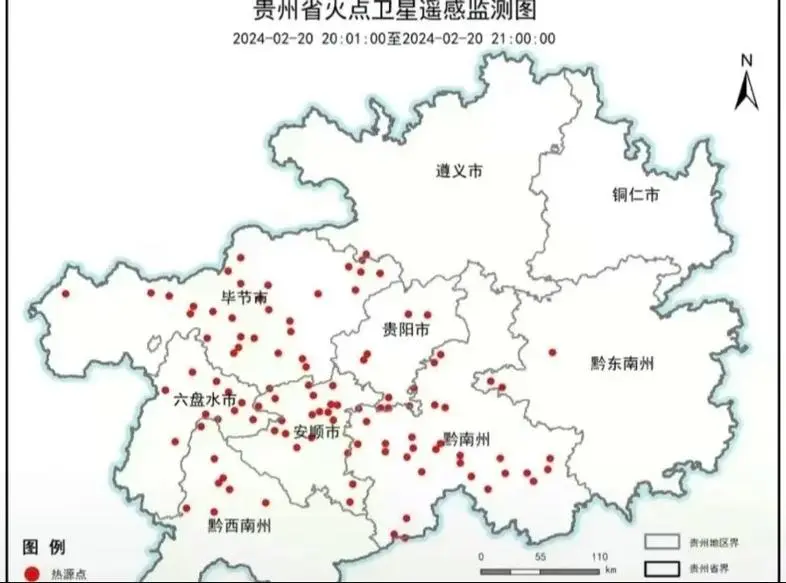 贵州省火点卫星遥感监测图
2024-02-20 20:01:00至2024-02-20 21:00:00
N
遵义市
铜仁市
毕节市
贵阳市
黔东南州
六盘水市
安顺市
黔南州
黔西南州
图 例
热源点
0 55 110
km
贵州地区界
贵州省界